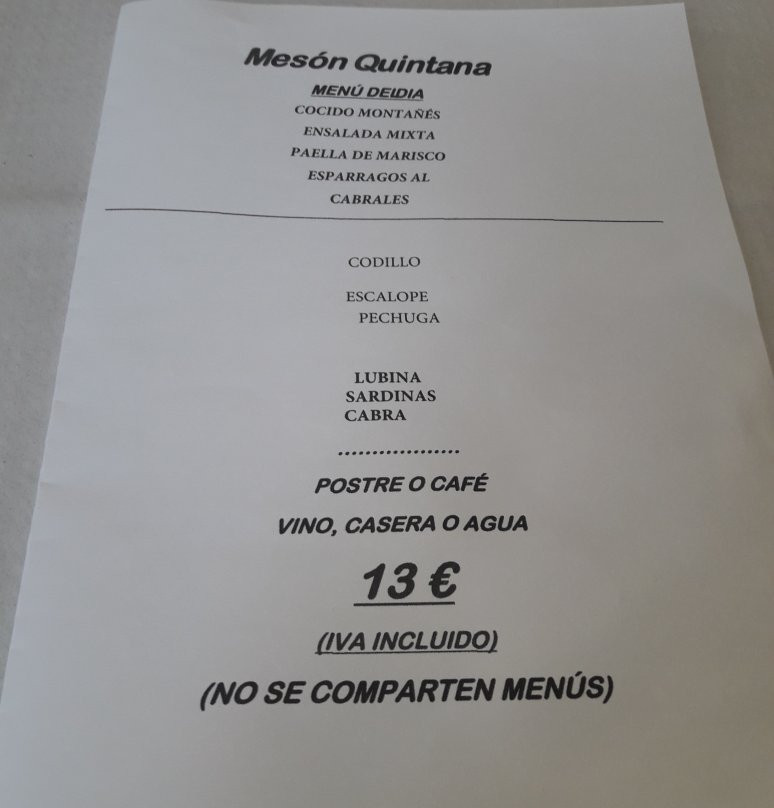 Mesón Quintana
MENÚ DELDIA
COCIDO MONTAÑÉS
ENSALADA MIXTA
PAELLA DE MARISCO
ESPARRAGOS AL
CABRALES
CODILLO
ESCALOPE
PECHUGA
LUBINA
SARDINAS
CABRA
..................
POSTRE O CAFÉ
VINO, CASERA O AGUA
13 €
(IVA INCLUIDO)
(NO SE COMPARTEN MENÚS)